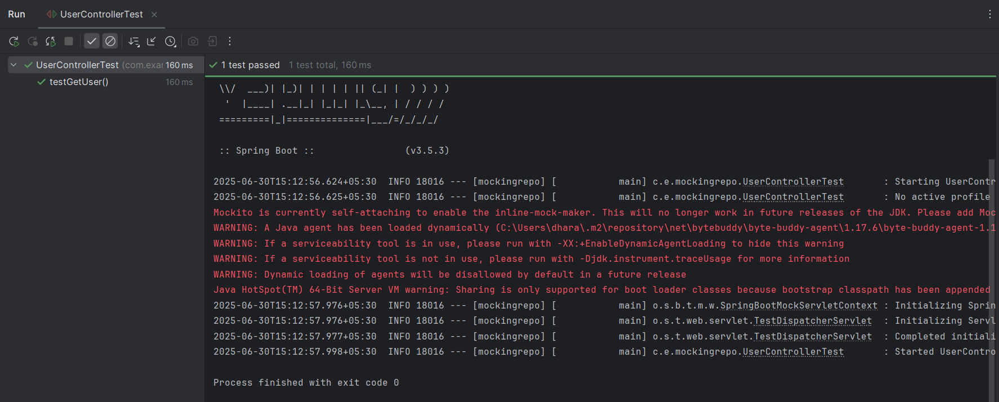 Run UserControllerTest
UserControllerTest (com.exar 160 ms
testGetUser() 160 ms
1 test passed 1 test total, 160 ms
 \\/  ___)| |_)| | | | | || (_| |  ) ) ) )
  '  |____| .__|_| |_|_| |_\__, | / / / /
 =========|_|==============|___/=/_/_/_/
 :: Spring Boot ::                (v3.5.3)
2025-06-30T15:12:56.624+05:30  INFO 18016 --- [mockingrepo] [           main] c.e.mockingrepo.UserControllerTest       : Starting UserContr
2025-06-30T15:12:56.625+05:30  INFO 18016 --- [mockingrepo] [           main] c.e.mockingrepo.UserControllerTest       : No active profile
Mockito is currently self-attaching to enable the inline-mock-maker. This will no longer work in future releases of the JDK. Please add Moc
WARNING: A Java agent has been loaded dynamically (C:\Users\dhara\.m2\repository\net\bytebuddy\byte-buddy-agent\1.17.6\byte-buddy-agent-1.1
WARNING: If a serviceability tool is in use, please run with -XX:+EnableDynamicAgentLoading to hide this warning
WARNING: If a serviceability tool is not in use, please run with -Djdk.instrument.traceUsage for more information
WARNING: Dynamic loading of agents will be disallowed by default in a future release
Java HotSpot(TM) 64-Bit Server VM warning: Sharing is only supported for boot loader classes because bootstrap classpath has been appended
2025-06-30T15:12:57.976+05:30  INFO 18016 --- [mockingrepo] [           main] o.s.b.t.m.w.SpringBootMockServletContext : Initializing Sprin
2025-06-30T15:12:57.976+05:30  INFO 18016 --- [mockingrepo] [           main] o.s.t.web.servlet.TestDispatcherServlet  : Initializing Servl
2025-06-30T15:12:57.977+05:30  INFO 18016 --- [mockingrepo] [           main] o.s.t.web.servlet.TestDispatcherServlet  : Completed initiali
2025-06-30T15:12:57.998+05:30  INFO 18016 --- [mockingrepo] [           main] c.e.mockingrepo.UserControllerTest       : Started UserContro
Process finished with exit code 0